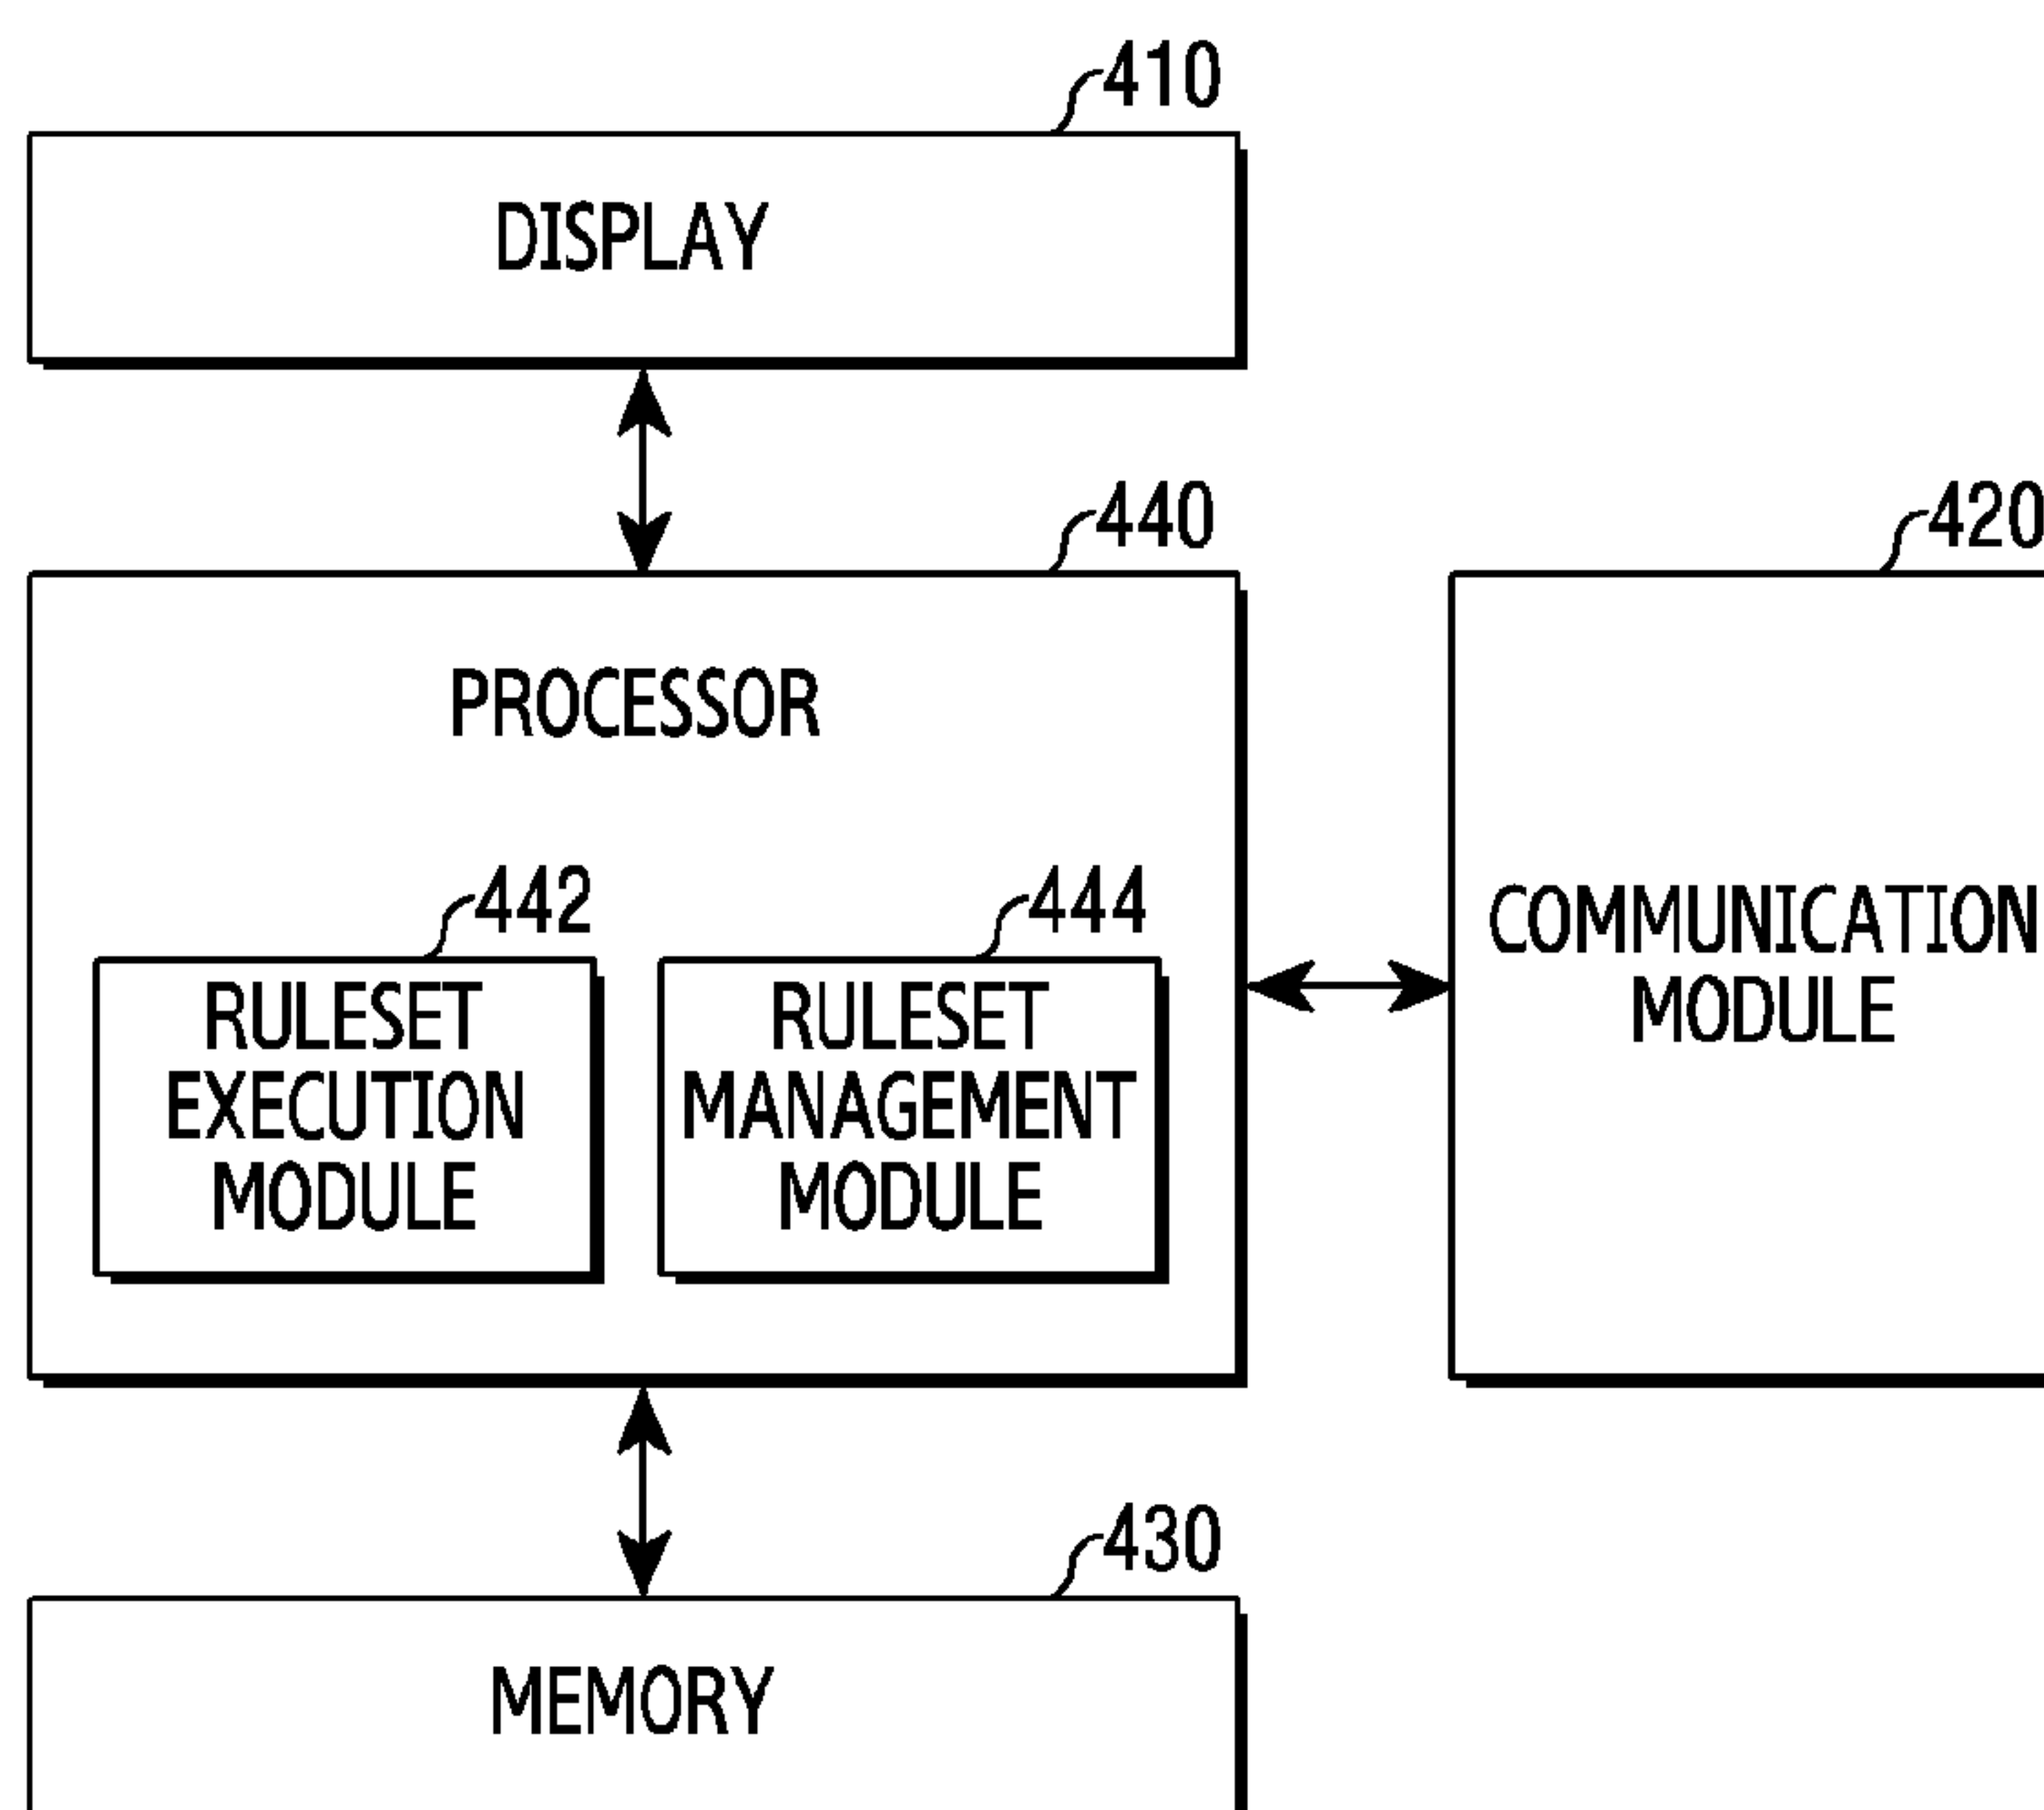 410
DISPLAY
440
420
PROCESSOR
442
444
RULESET
EXECUTION
MODULE
RULESET
MANAGEMENT
MODULE
COMMUNICATION
MODULE
430
MEMORY